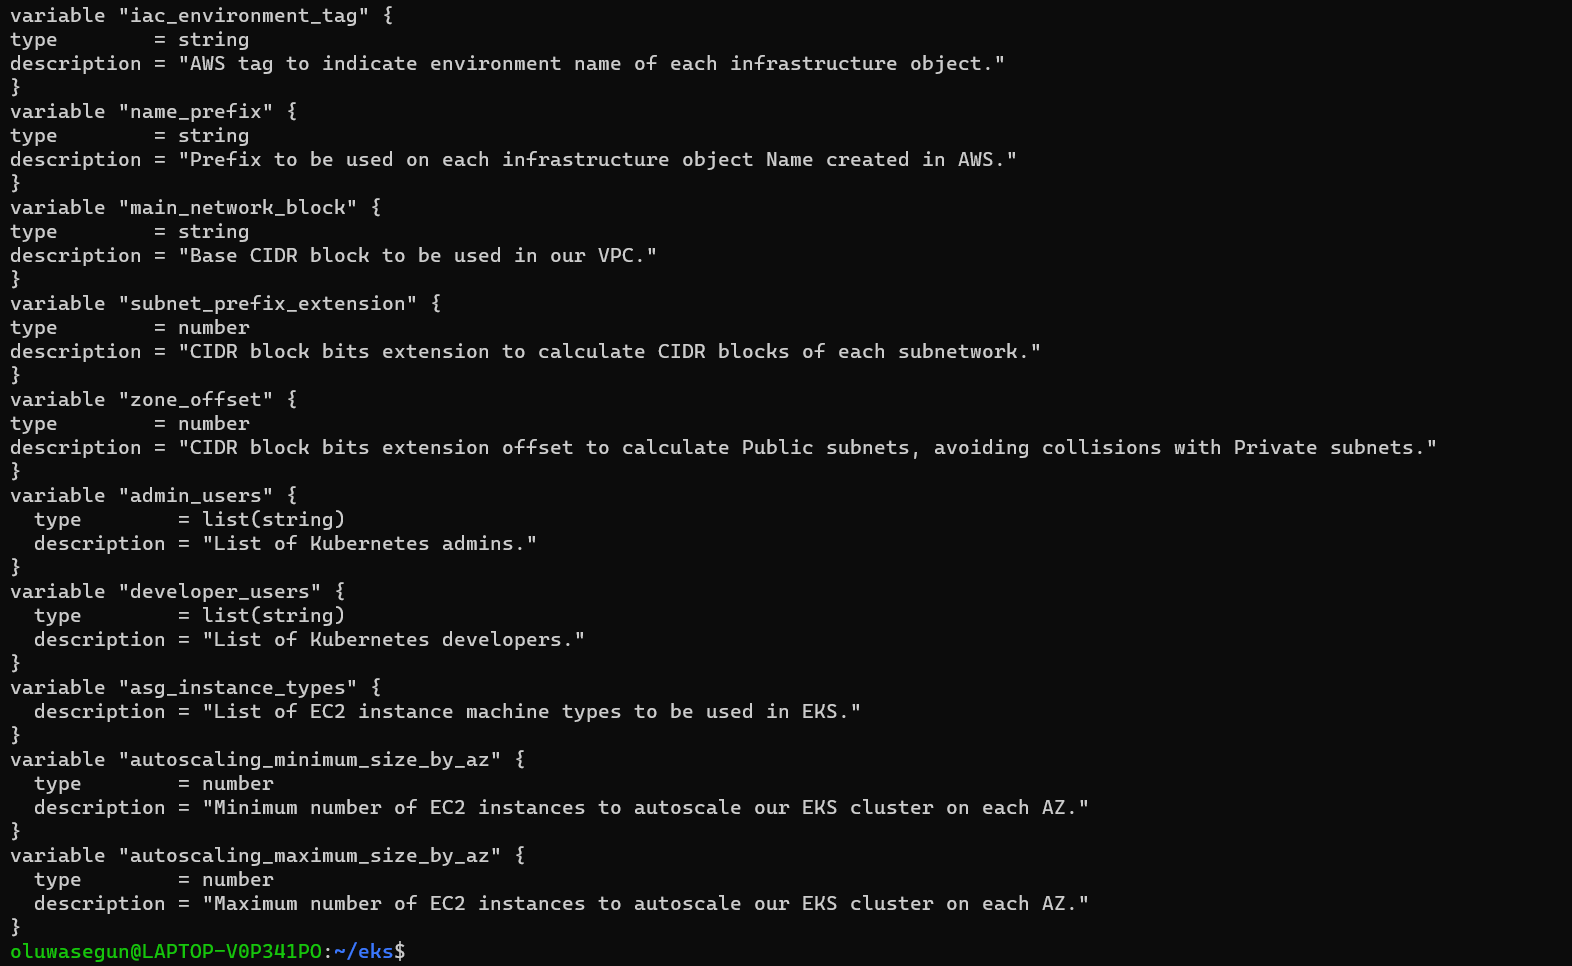 variable "iac_environment_tag" {
type        = string
description = "AWS tag to indicate environment name of each infrastructure object."
}
variable "name_prefix" {
type        = string
description = "Prefix to be used on each infrastructure object Name created in AWS."
}
variable "main_network_block" {
type        = string
description = "Base CIDR block to be used in our VPC."
}
variable "subnet_prefix_extension" {
type        = number
description = "CIDR block bits extension to calculate CIDR blocks of each subnetwork."
}
variable "zone_offset" {
type        = number
description = "CIDR block bits extension offset to calculate Public subnets, avoiding collisions with Private subnets."
}
variable "admin_users" {
  type        = list(string)
  description = "List of Kubernetes admins."
}
variable "developer_users" {
  type        = list(string)
  description = "List of Kubernetes developers."
}
variable "asg_instance_types" {
  description = "List of EC2 instance machine types to be used in EKS."
}
variable "autoscaling_minimum_size_by_az" {
  type        = number
  description = "Minimum number of EC2 instances to autoscale our EKS cluster on each AZ."
}
variable "autoscaling_maximum_size_by_az" {
  type        = number
  description = "Maximum number of EC2 instances to autoscale our EKS cluster on each AZ."
}
oluwasegun@LAPTOP-V0P341PO:~/eks$